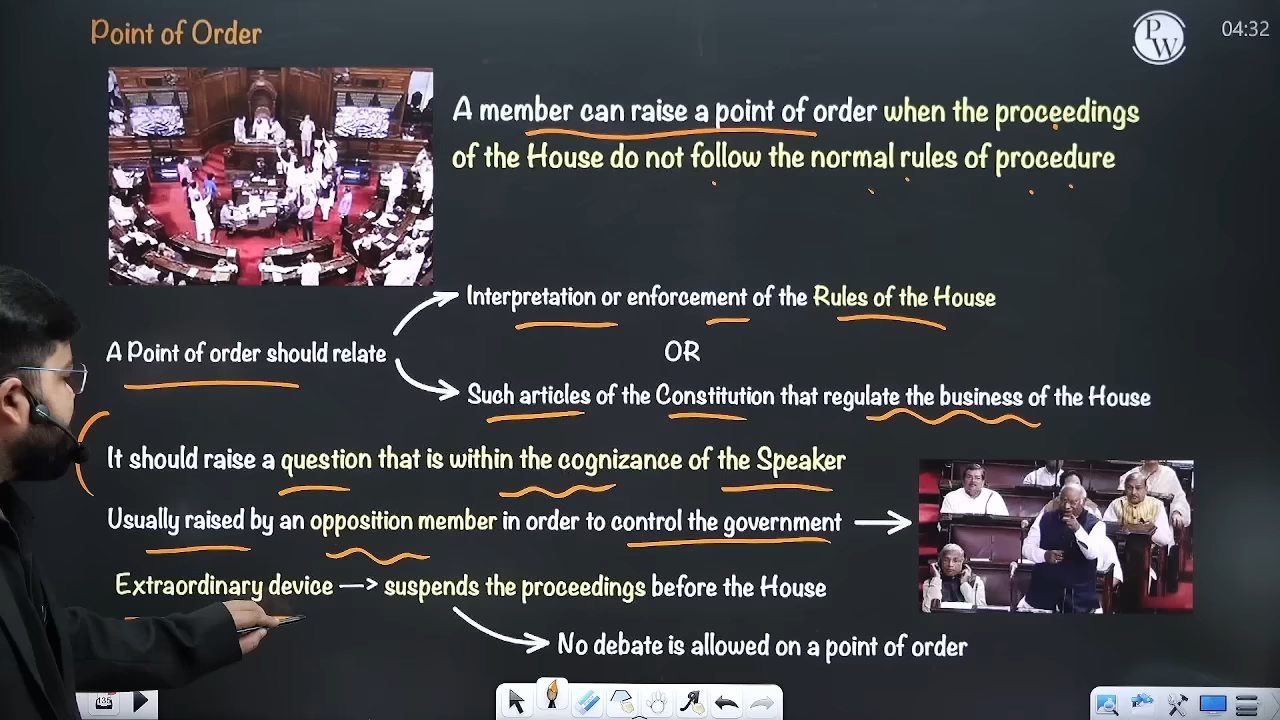 Point of Order
PW
04:32
A member can raise a point of order when the proceedings
of the House do not follow the normal rules of procedure
Interpretation or enforcement of the Rules of the House
A Point of order should relate
OR
Such articles of the Constitution that regulate the business of the House
It should raise a question that is within the cognizance of the Speaker
Usually raised by an opposition member in order to control the government
Extraordinary device —> suspends the proceedings before the House
No debate is allowed on a point of order
135